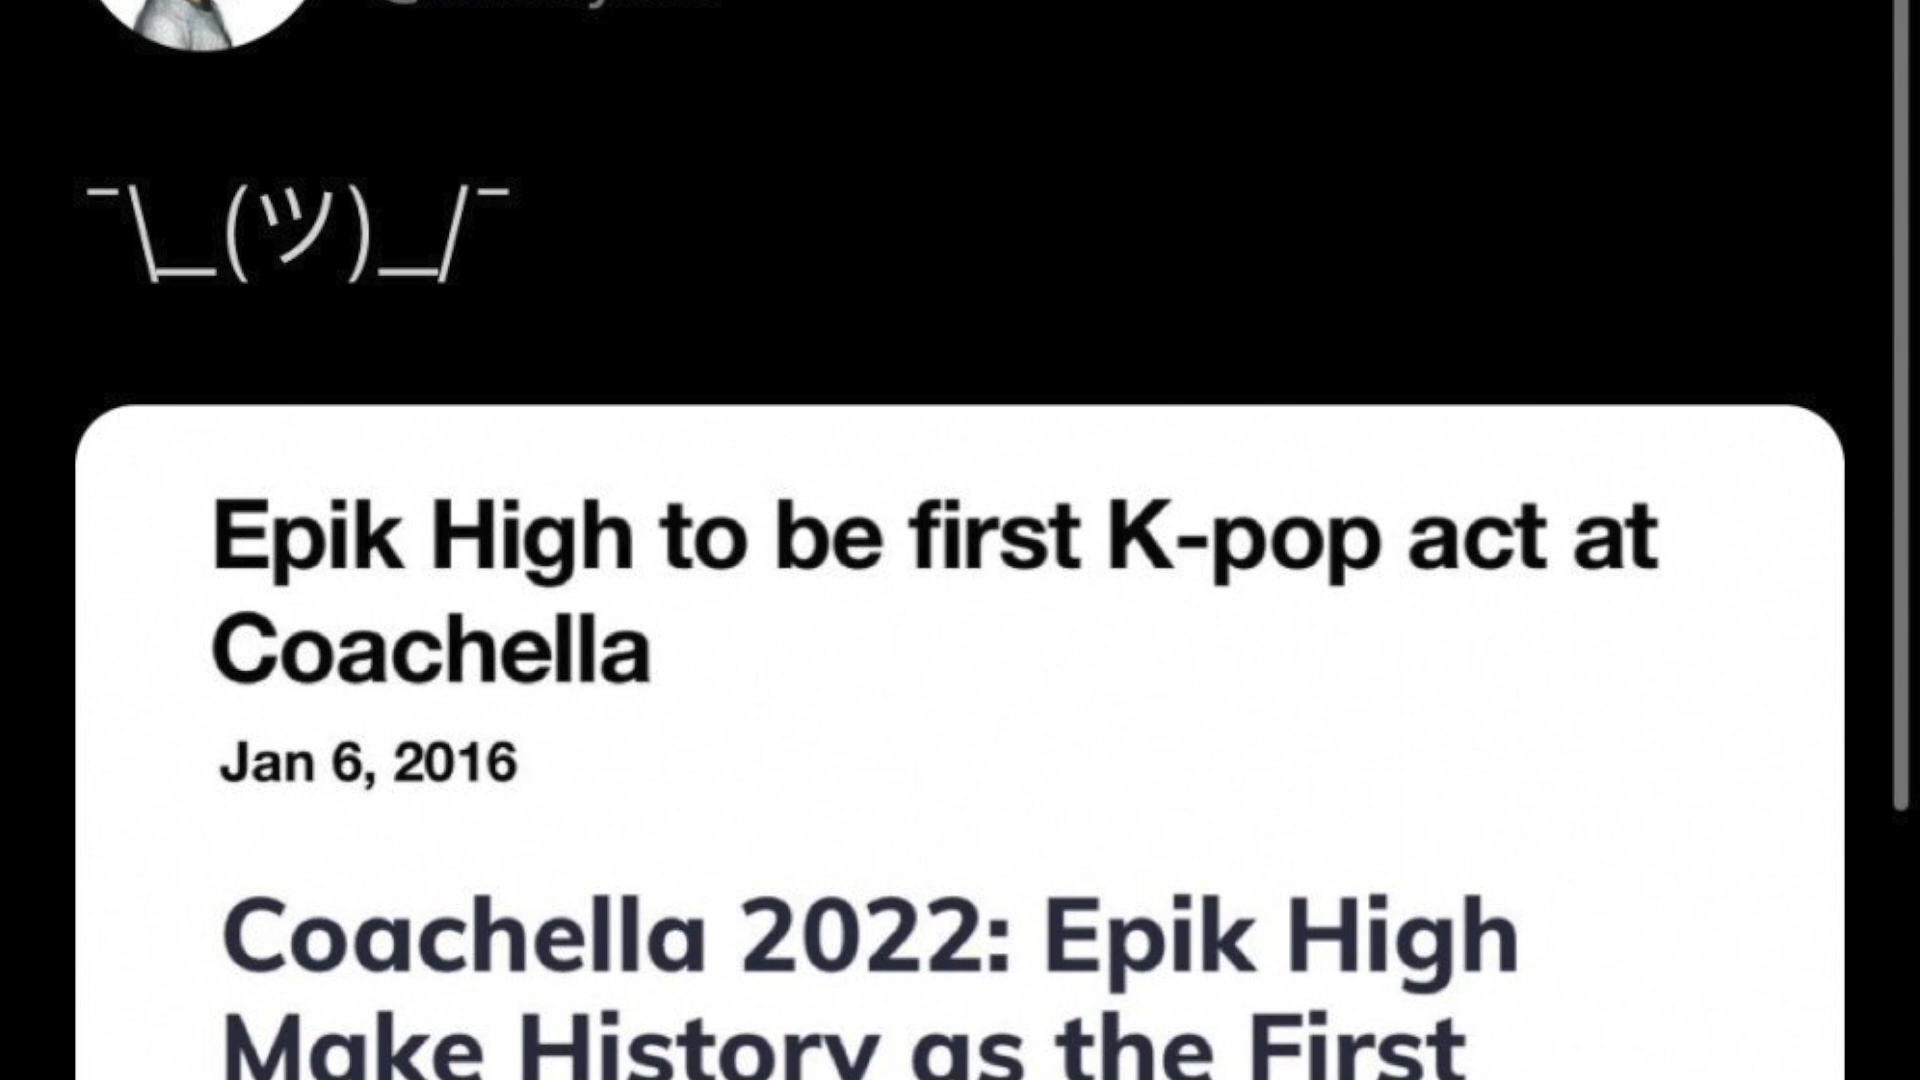 ¯\_(ツ)_/¯
Epik High to be first K-pop act at
Coachella
Jan 6, 2016
Coachella 2022: Epik High
Make History as the First